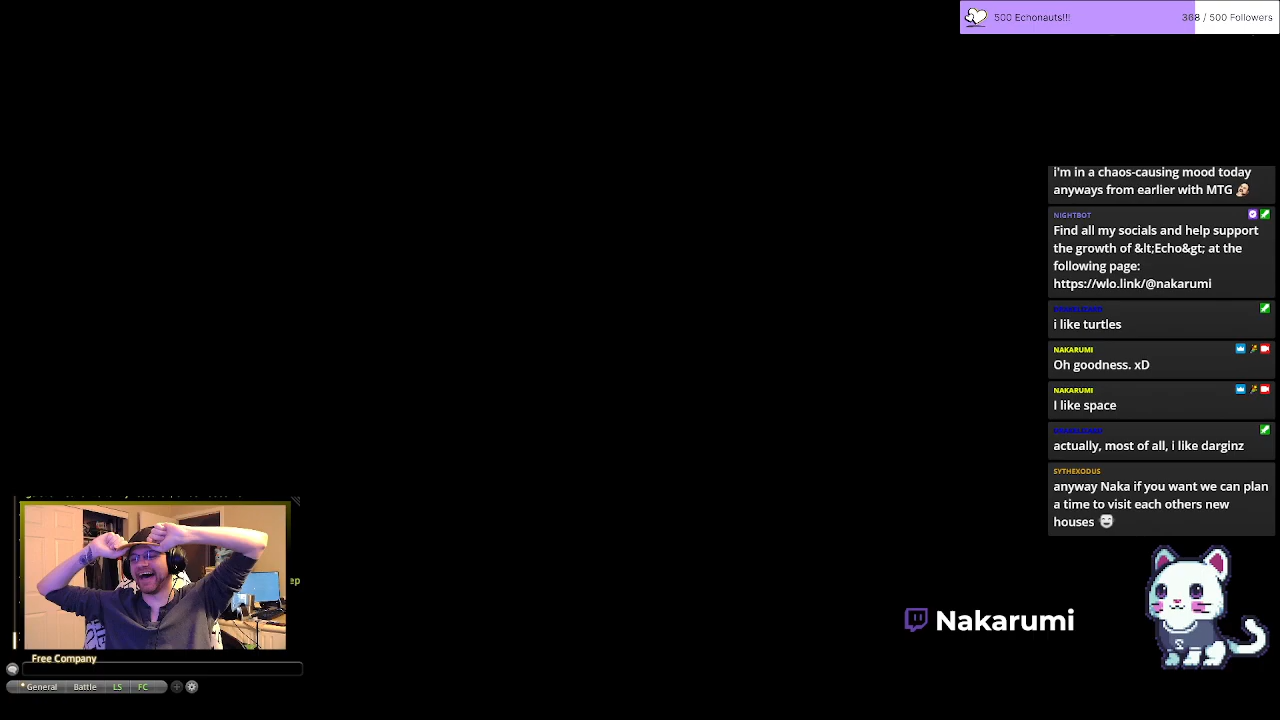 500 Echonauts!!!
368 / 500 Followers
i'm in a chaos-causing mood today
anyways from earlier with MTG
NIGHTBOT
Find all my socials and help support
the growth of &lt;Echo&gt; at the
following page:
https://wlo.link/@nakarumi
i like turtles
NAKARUMI
Oh goodness. xD
NAKARUMI
I like space
actually, most of all, i like darginz
SYTHEXODUS
anyway Naka if you want we can plan
a time to visit each others new
houses
Nakarumi
ep
Free Company
General Battle LS FC